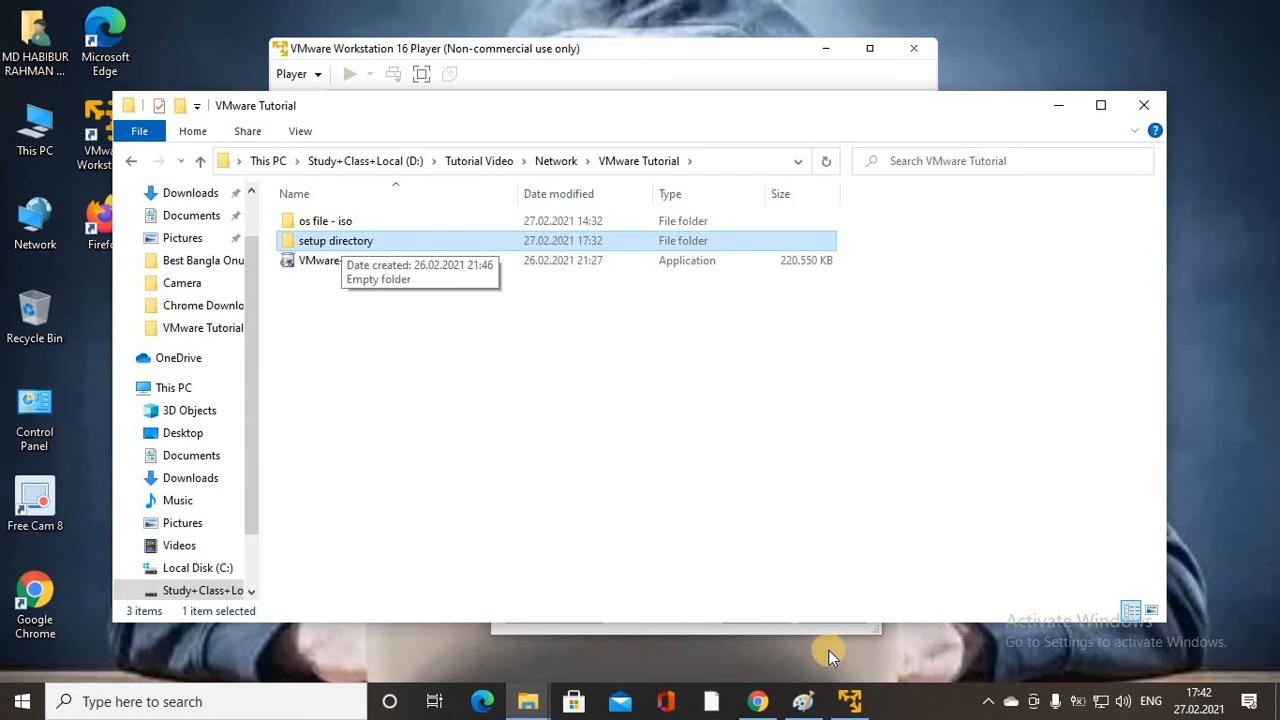 MD HABIBUR
RAHMAN ...
Microsoft
Edge
This PC
VMw
Workst
Network
Firef
Recycle Bin
Control
Panel
Free Cam 8
Google
Chrome
VMware Workstation 16 Player (Non-commercial use only)
Player
VMware Tutorial
File
Home
Share
View
This PC
Study+Class+Local (D:)
Tutorial Video
Network
VMware Tutorial
Search VMware Tutorial
Name
Date modified
Type
Size
os file - iso
27.02.2021 14:32
File folder
setup directory
27.02.2021 17:32
File folder
VMware-
26.02.2021 21:27
Application
220.550 KB
Date created: 26.02.2021 21:46
Empty folder
Downloads
Documents
Pictures
Best Bangla Onu
Camera
Chrome Downlo
VMware Tutorial
OneDrive
This PC
3D Objects
Desktop
Documents
Downloads
Music
Pictures
Videos
Local Disk (C:)
Study+Class+Lo
3 items
1 item selected
Activate Windows
Go to Settings to activate Windows.
Type here to search
ENG
17:42
27.02.2021